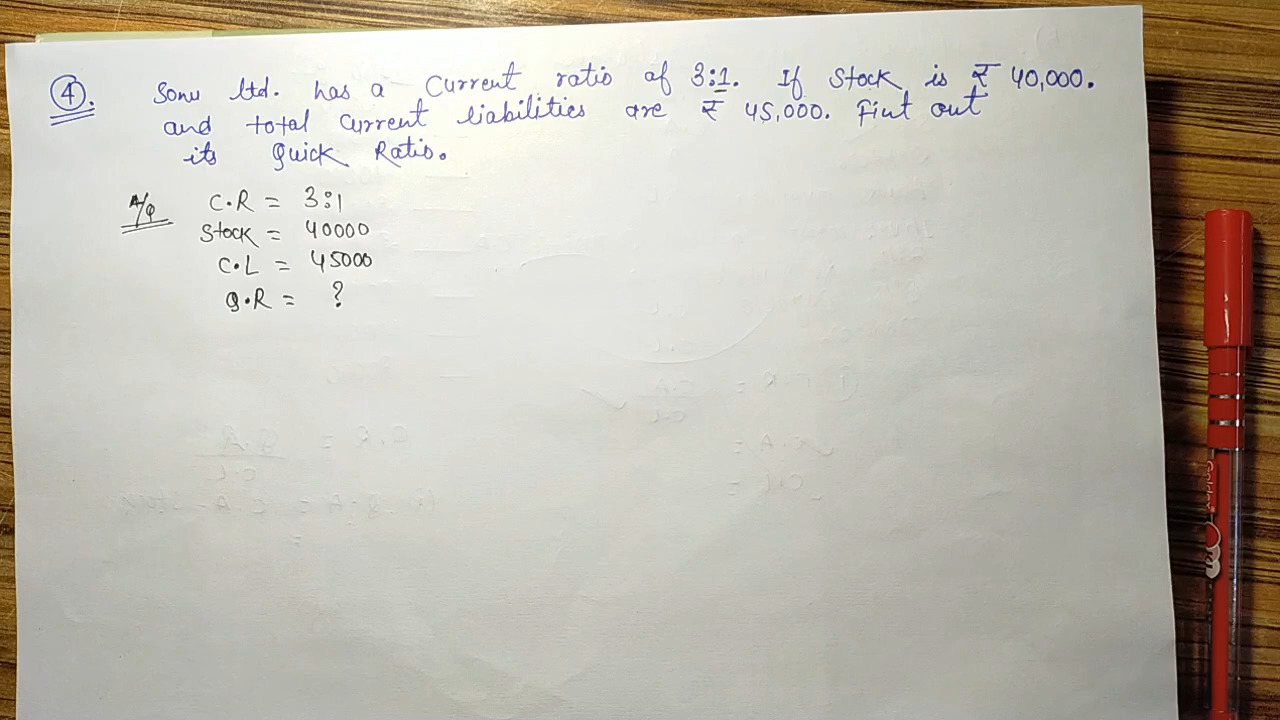 ④. Sonu ltd. has a Current ratio of 3:1. If Stock is ₹ 40,000.
and total Current liabilities are ₹ 45,000. Fint out
its Quick Ratio.
A/Q C.R = 3:1
Stock = 40000
C.L = 45000
Q.R = ?